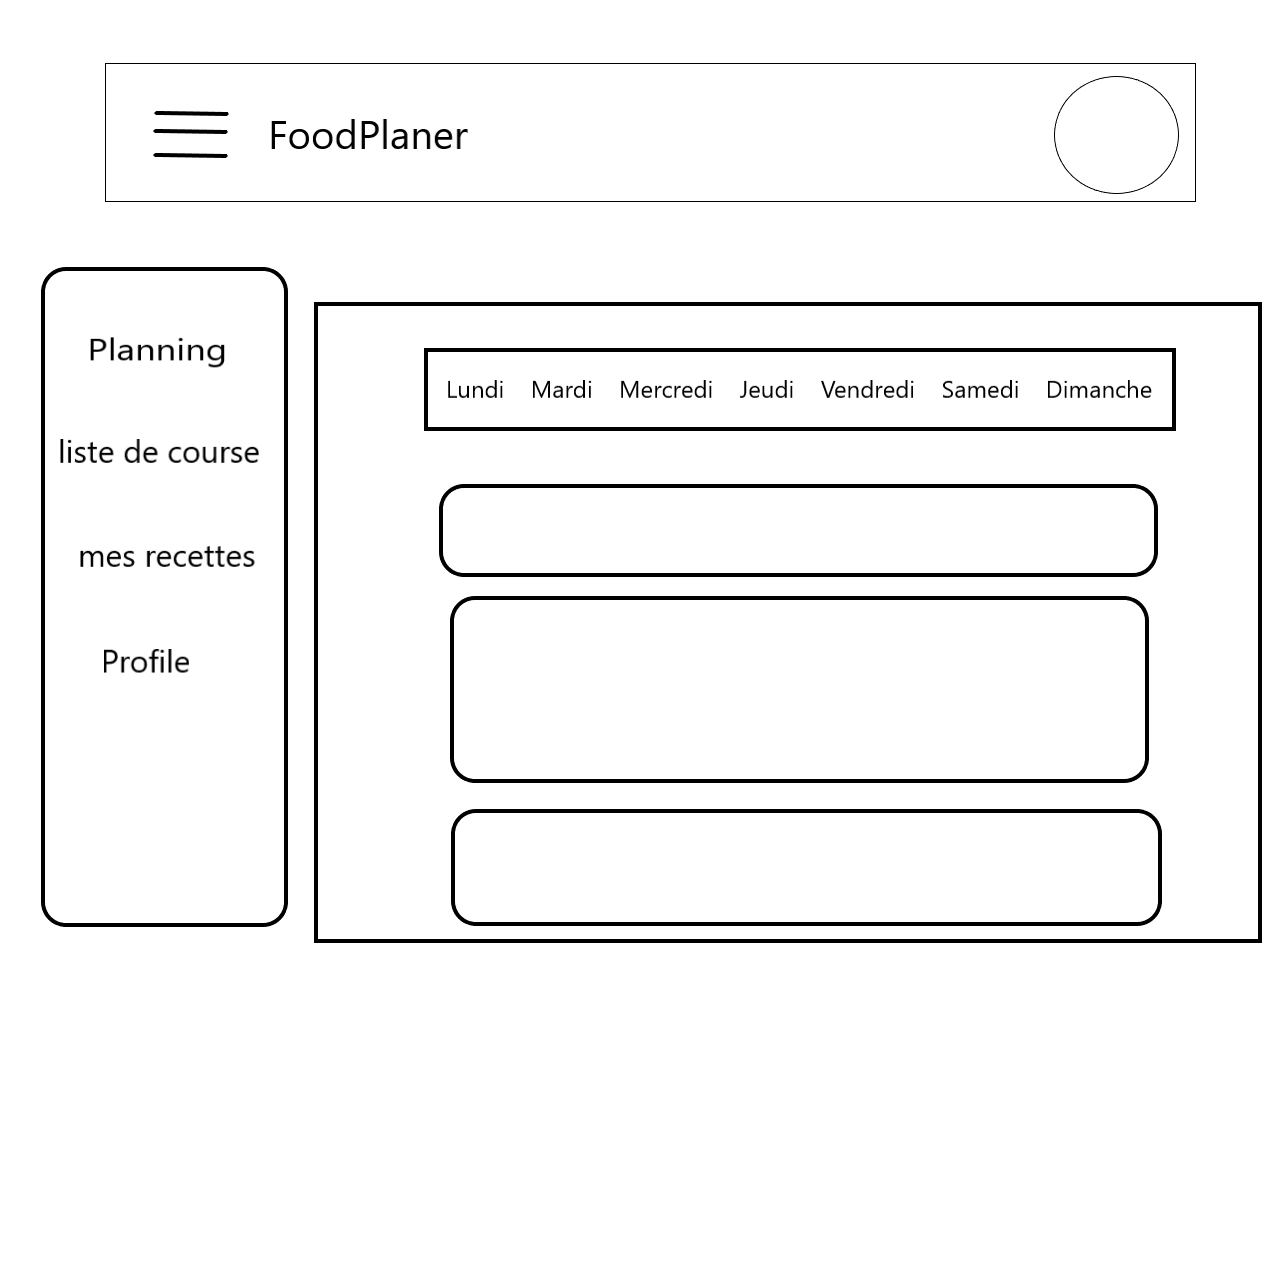 FoodPlaner
Planning
liste de course
mes recettes
Profile
Lundi Mardi Mercredi Jeudi Vendredi Samedi Dimanche